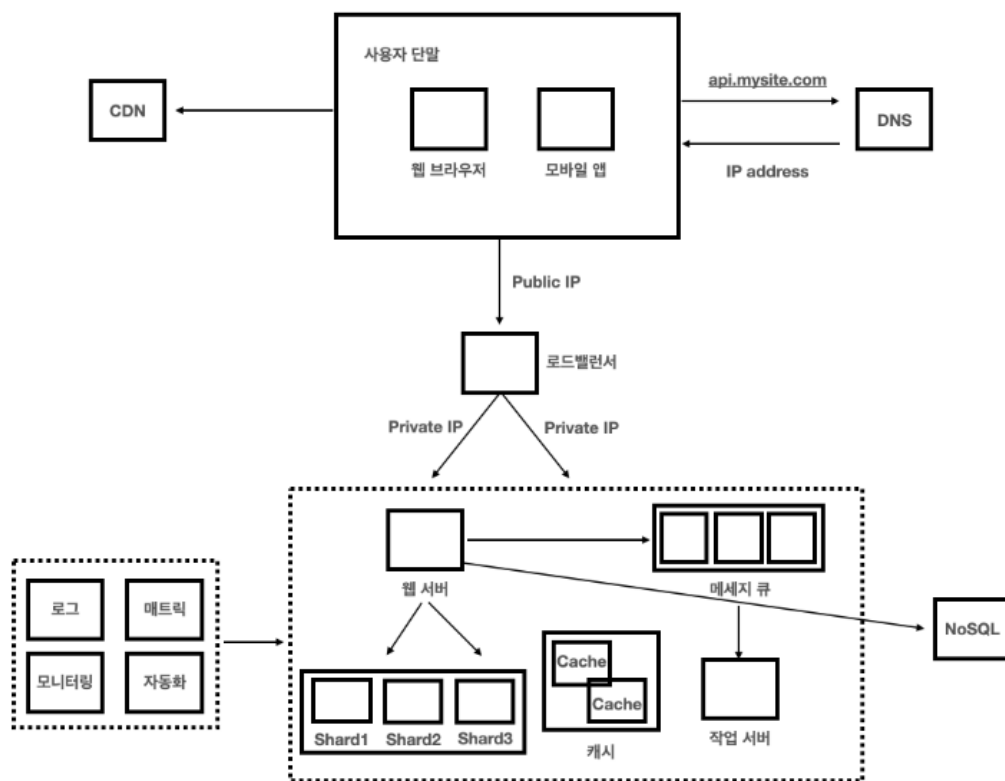 사용자 단말
CDN
api.mysite.com
DNS
웹 브라우저
모바일 앱
IP address
Public IP
로드밸런서
Private IP
Private IP
웹 서버
메세지 큐
로그
매트릭
모니터링
자동화
NoSQL
Cache
Cache
Shard1
Shard2
Shard3
캐시
작업 서버